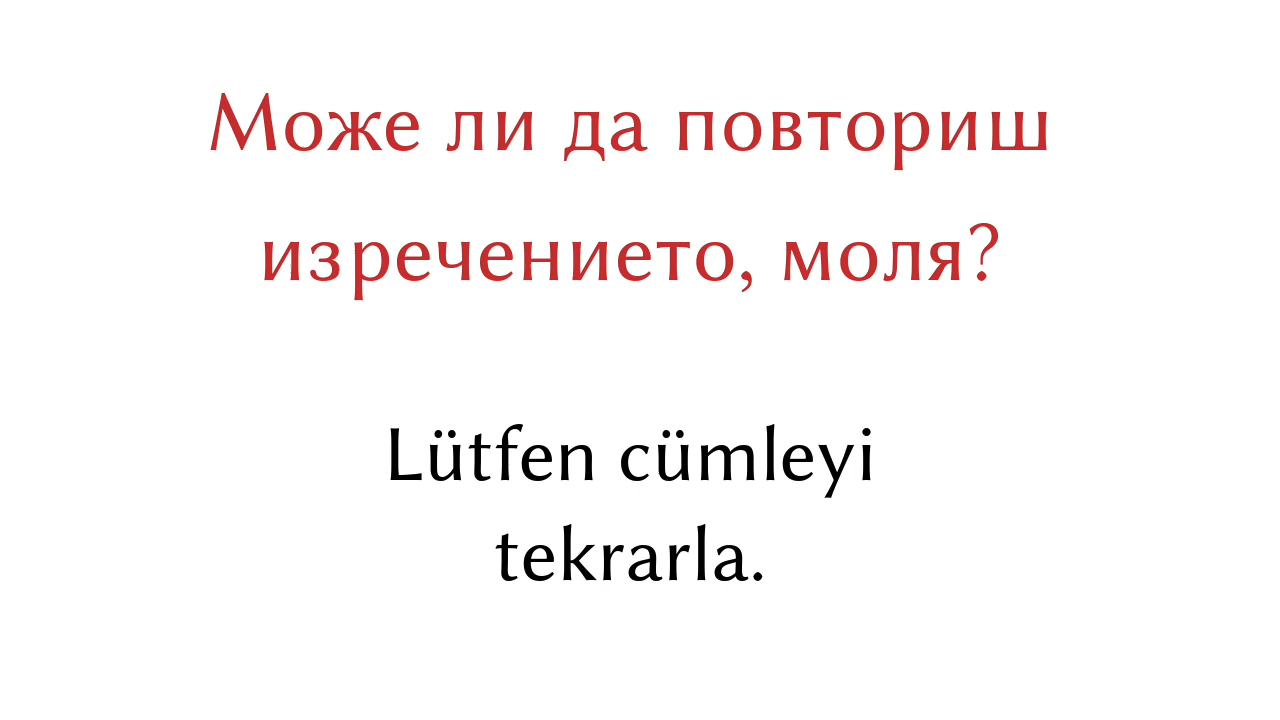 Може ли да повториш
изречението, моля?
Lütfen cümleyi
tekrarla.